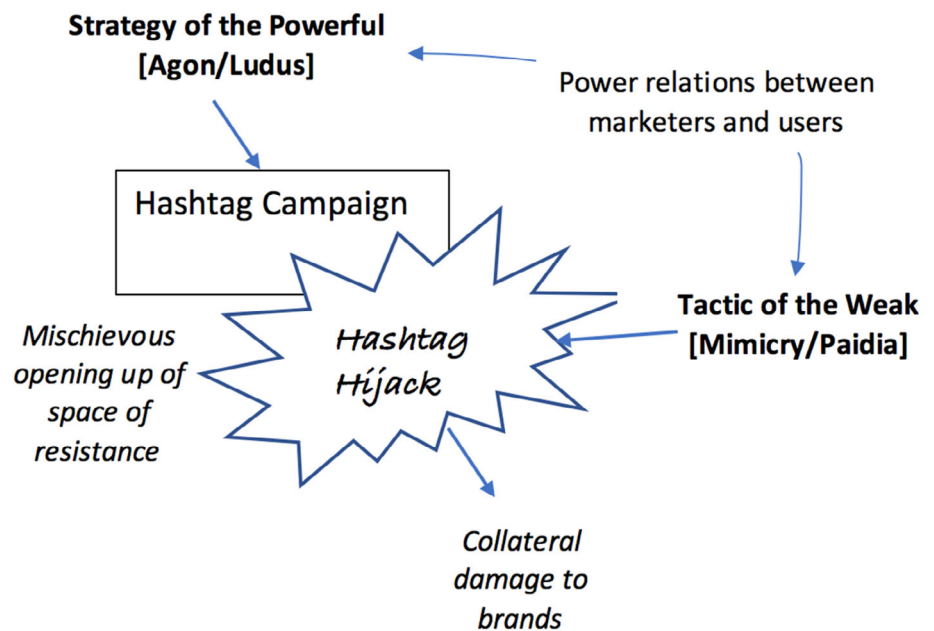 Strategy of the Powerful
[Agon/Ludus]
Power relations between
marketers and users
Hashtag Campaign
Tactic of the Weak
[Mimicry/Paidia]
Hashtag
Hijack
Mischievous
opening up of
space of
resistance
Collateral
damage to
brands